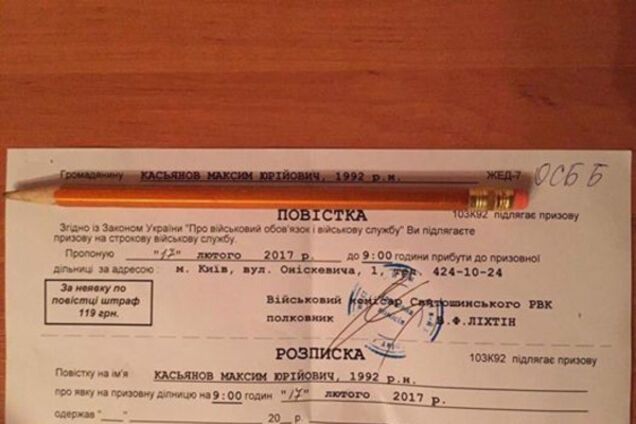 Громадянину КАСЬЯНОВ МАКСИМ ЮРІЙОВИЧ, 1992 р.н. ЖЕД-7 ОСББ
ПОВІСТКА 103К92 підлягає призову
Згідно із Законом України "Про військовий обов'язок і військову службу" Ви підлягаєте
призову на строкову військову службу.
Пропоную "17" лютого 2017 р. до 9:00 години прибути до призовної
дільниці за адресою: м. Київ, вул. Оніскевича, 1, 424-10-24
За неявку по
повістці штраф
119 грн.
Військовий комісар Святошинського РВК
полковник В.Ф.ЛІХТІН
РОЗПИСКА 103К92 підлягає призову
Повістку на ім'я КАСЬЯНОВ МАКСИМ ЮРІЙОВИЧ, 1992 р.н.
про явку на призовну дільницю на 9:00 годин "17" лютого 2017 р.
одержав "__" 20 р.